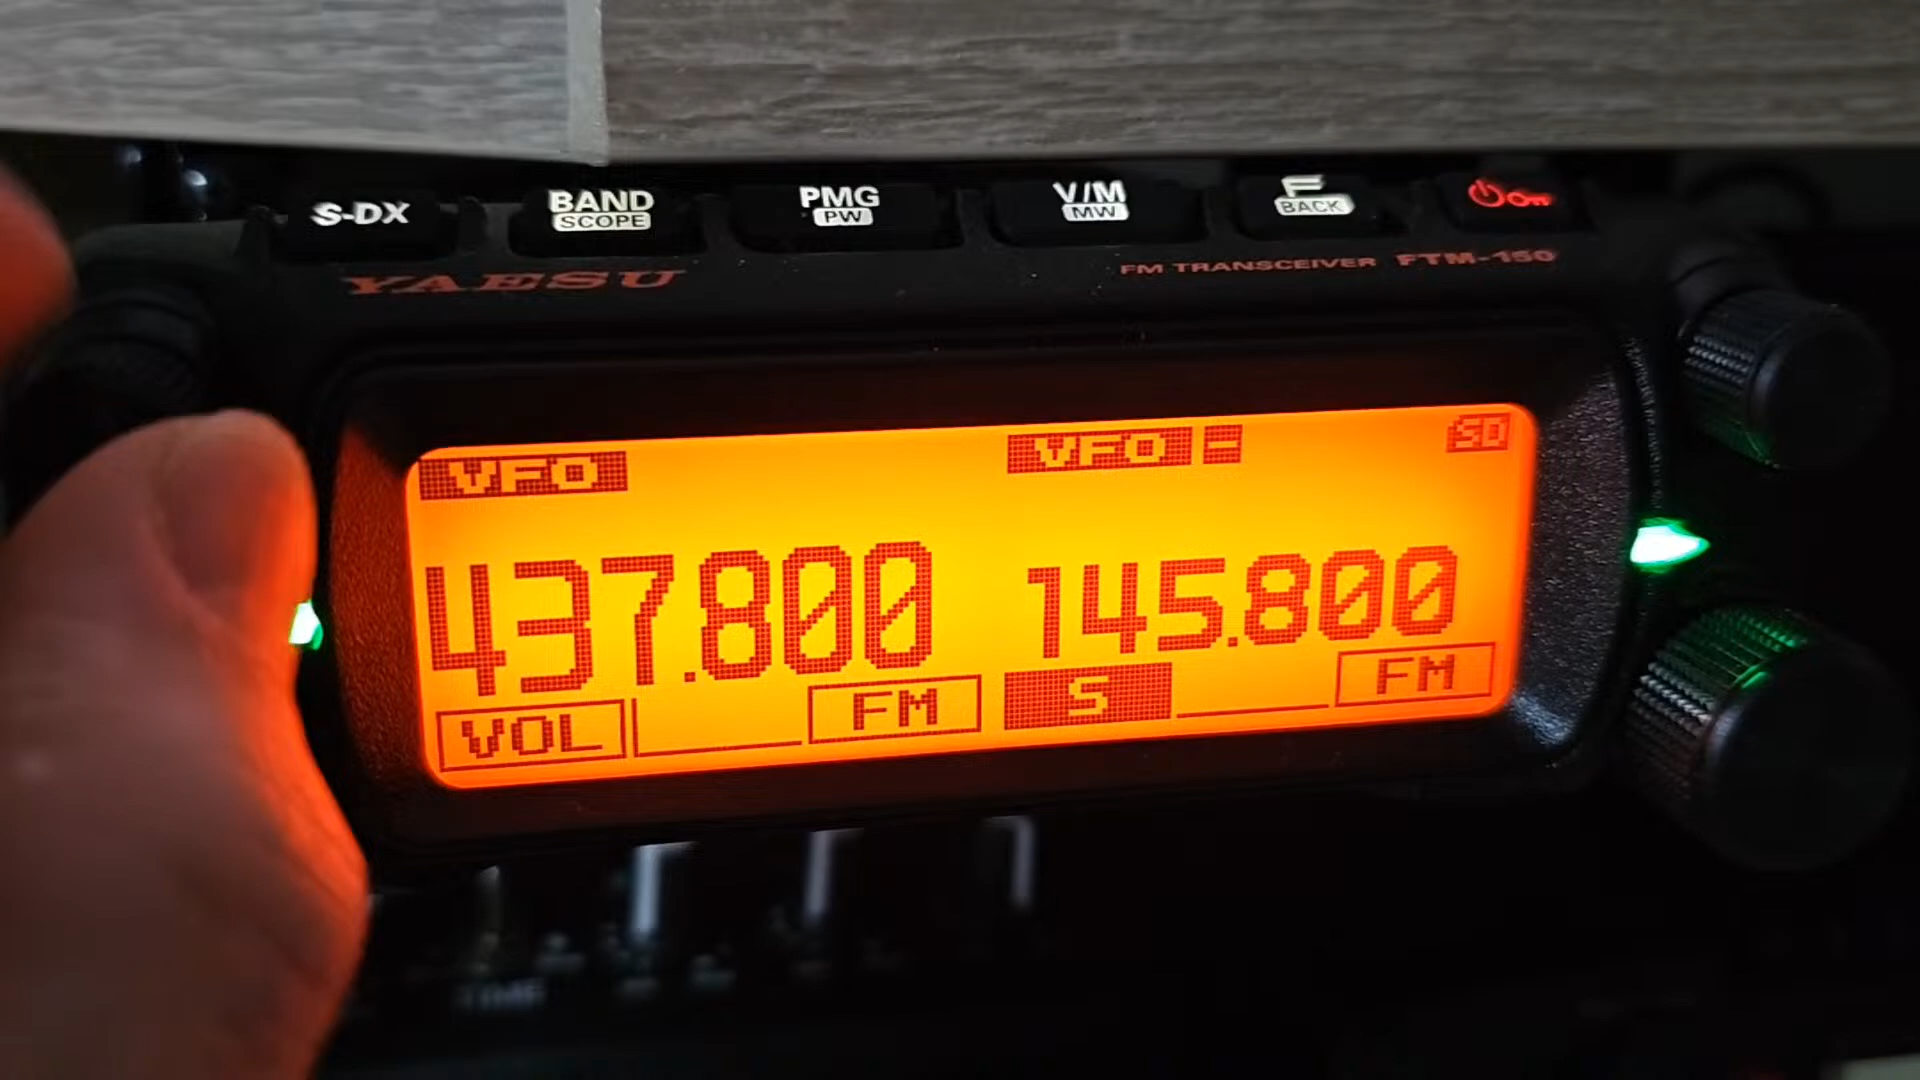 S-DX BAND PMG V/M F
SCOPE PW MW BACK
YAESU FM TRANSCEIVER FTM-150
VFO VFO - SD
437.800 145.800
VOL FM S FM
TIME